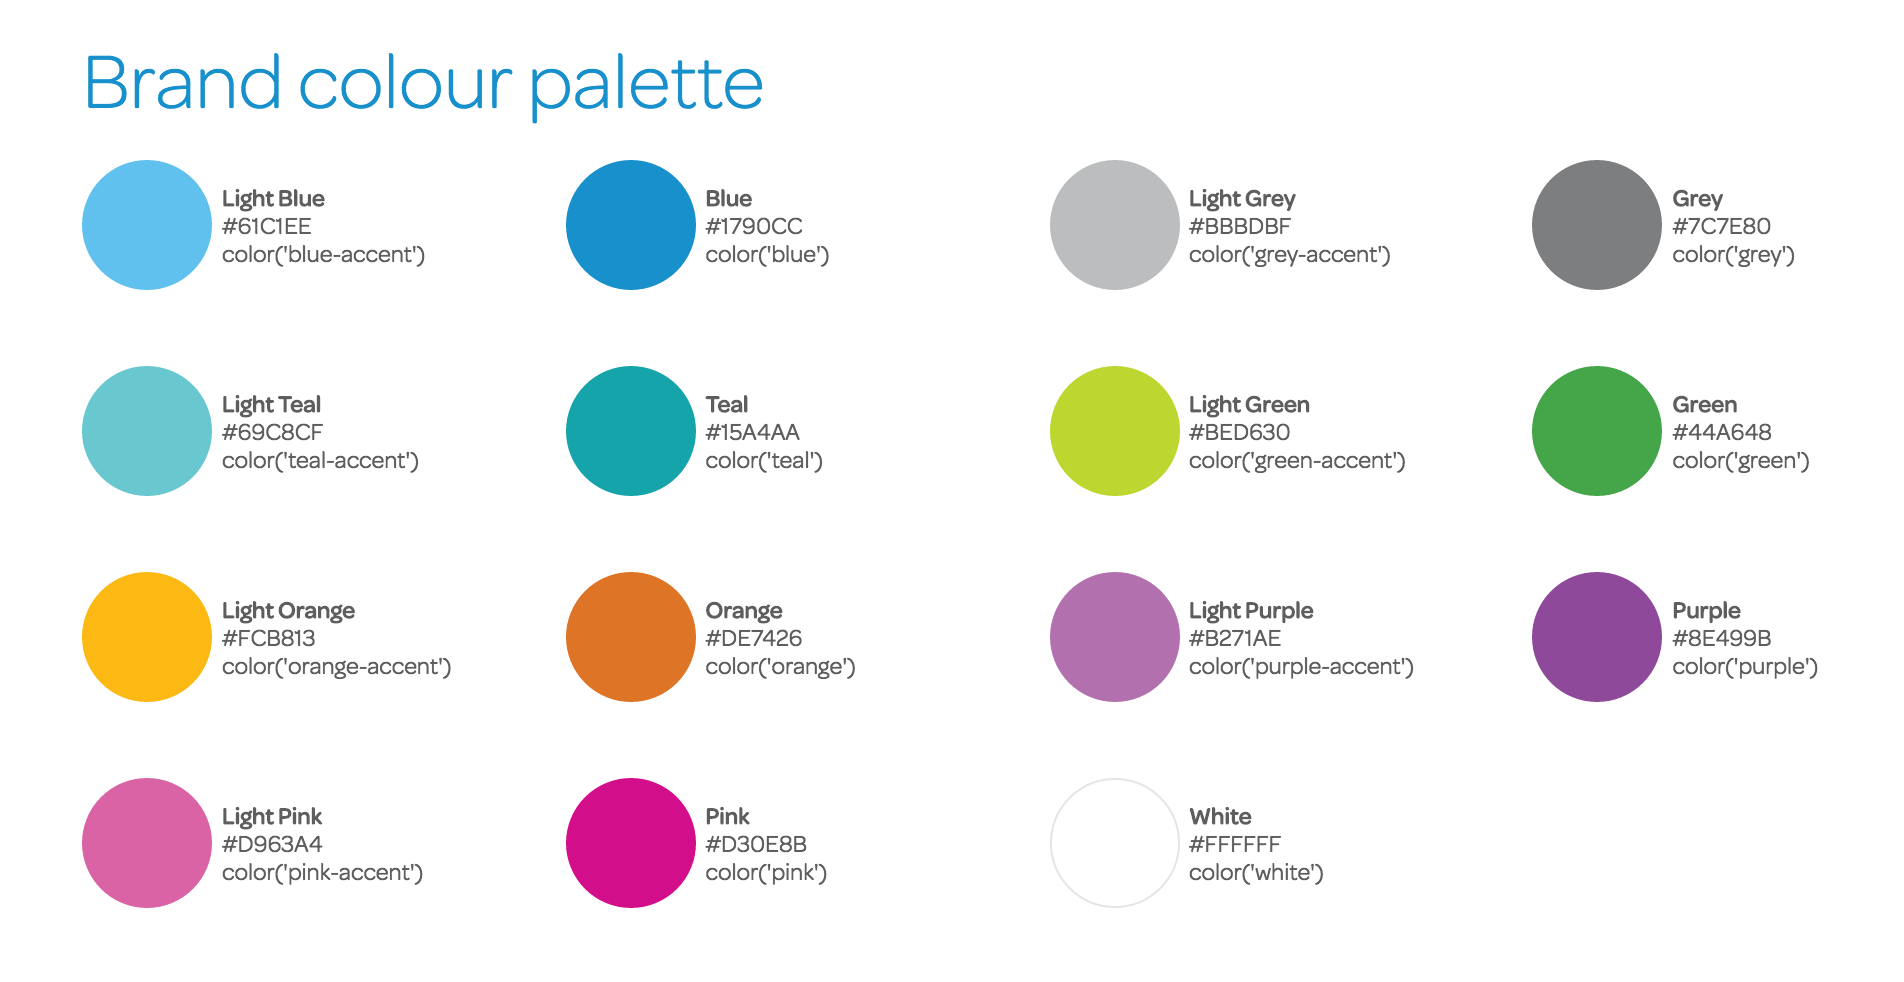 Brand colour palette
Light Blue
#61C1EE
color('blue-accent')
Blue
#1790CC
color('blue')
Light Grey
#BBBDBF
color('grey-accent')
Grey
#7C7E80
color('grey')
Light Teal
#69C8CF
color('teal-accent')
Teal
#15A4AA
color('teal')
Light Green
#BED630
color('green-accent')
Green
#44A648
color('green')
Light Orange
#FCB813
color('orange-accent')
Orange
#DE7426
color('orange')
Light Purple
#B271AE
color('purple-accent')
Purple
#8E499B
color('purple')
Light Pink
#D963A4
color('pink-accent')
Pink
#D30E8B
color('pink')
White
#FFFFFF
color('white')